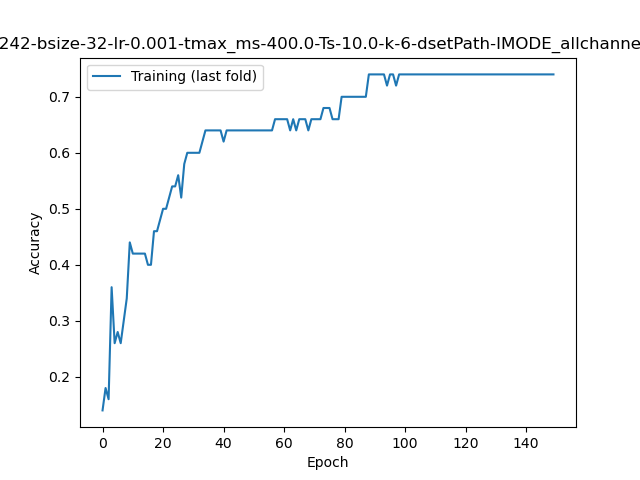 242-bsize-32-lr-0.001-tmax_ms-400.0-Ts-10.0-k-6-dsetPath-IMODE_allchanne
Training (last fold)
0.7
0.6
0.5
0.4
0.3
0.2
Accuracy
0 20 40 60 80 100 120 140
Epoch